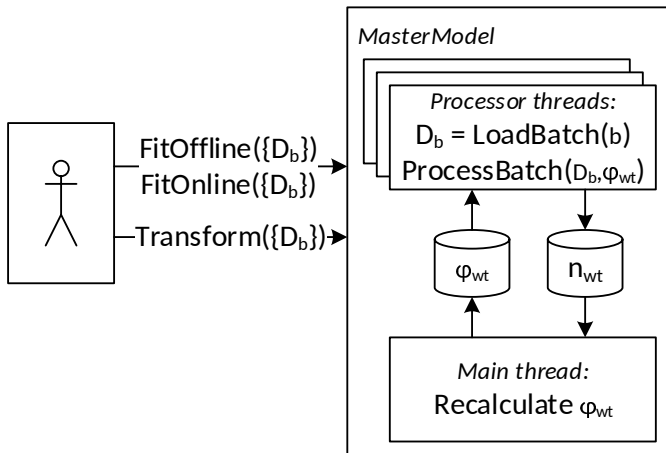 MasterModel
Processor threads:
D_b = LoadBatch(b)
ProcessBatch(D_b,φ_wt)
FitOffline({D_b})
FitOnline({D_b})
Transform({D_b})
φ_wt
n_wt
Main thread:
Recalculate φ_wt